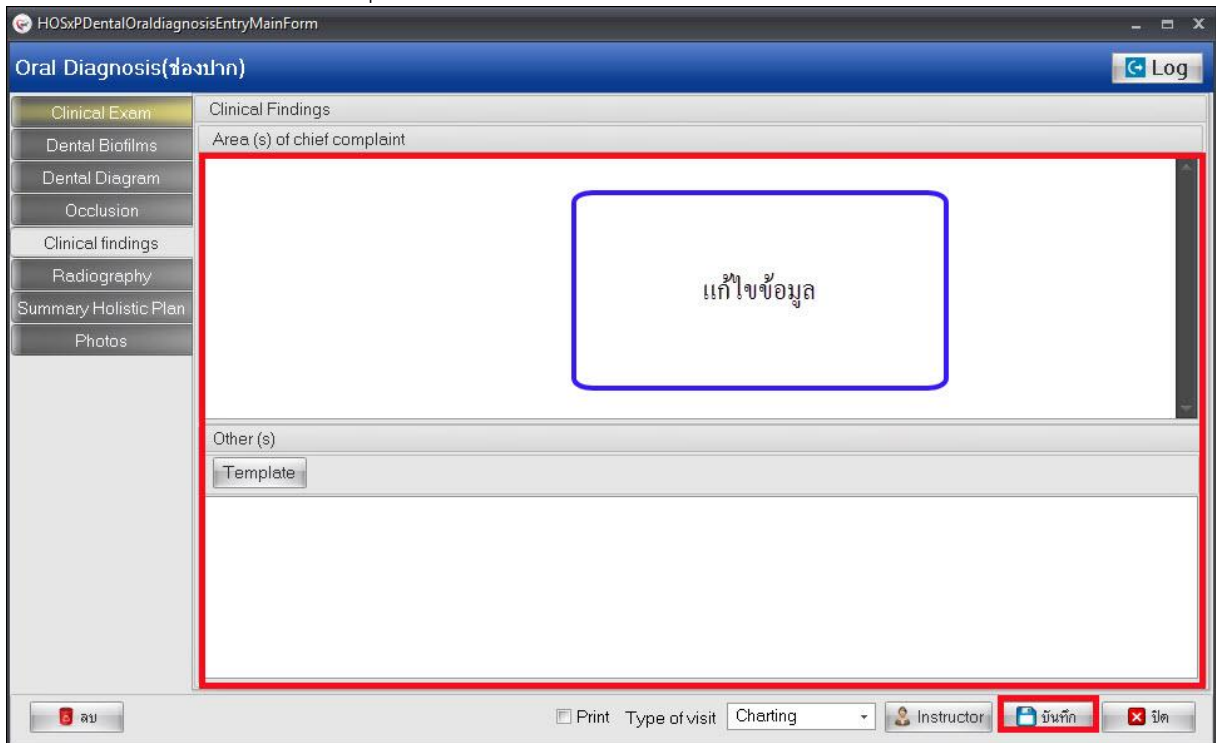 HOSxPDentalOraldiagnosisEntryMainForm
Oral Diagnosis(ช่องปาก)
Log
Clinical Exam
Dental Biofilms
Dental Diagram
Occlusion
Clinical findings
Radiography
Summary Holistic Plan
Photos
Clinical Findings
Area (s) of chief complaint
แก้ไขข้อมูล
Other (s)
Template
ลบ
Print Type of visit Charting Instructor บันทึก ปิด